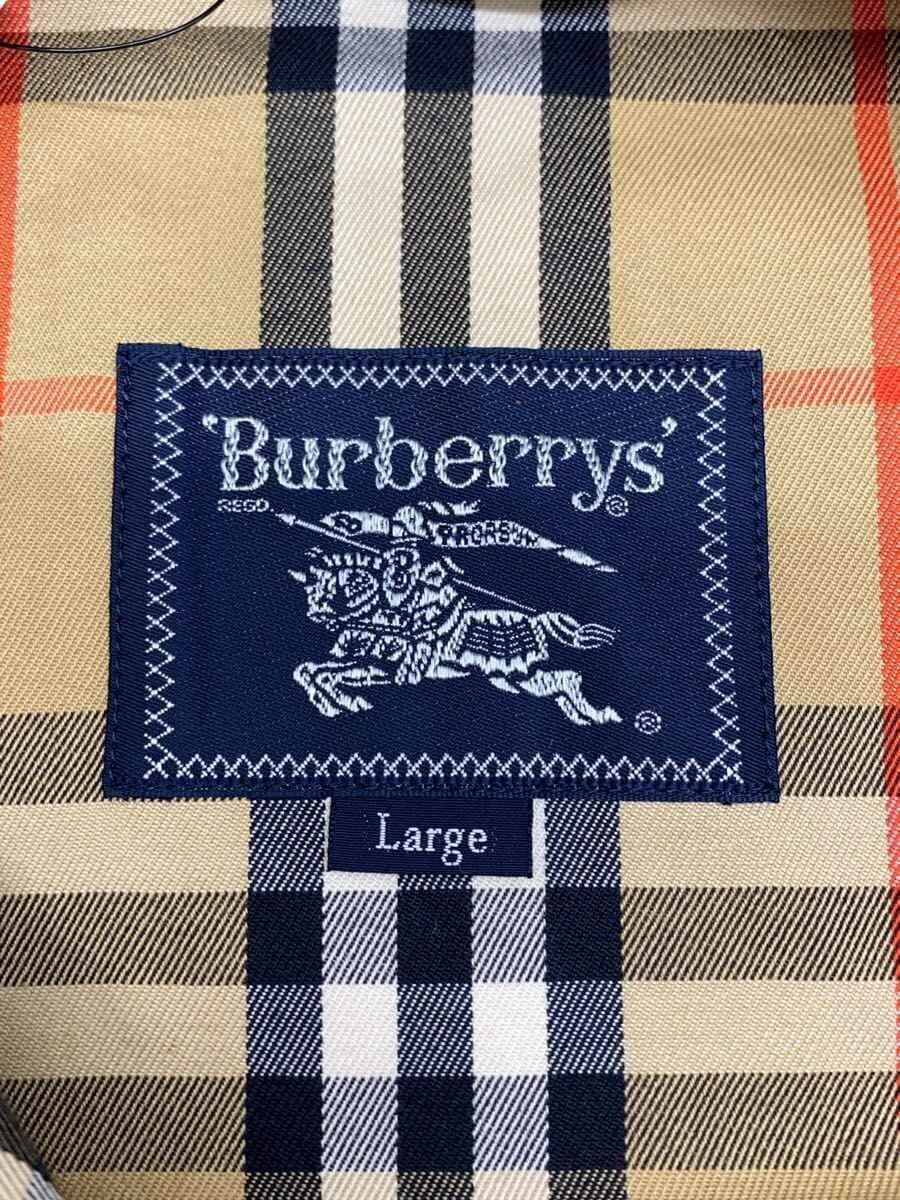 'Burberrys'
REGD. ®
PRORSUM
®
Large